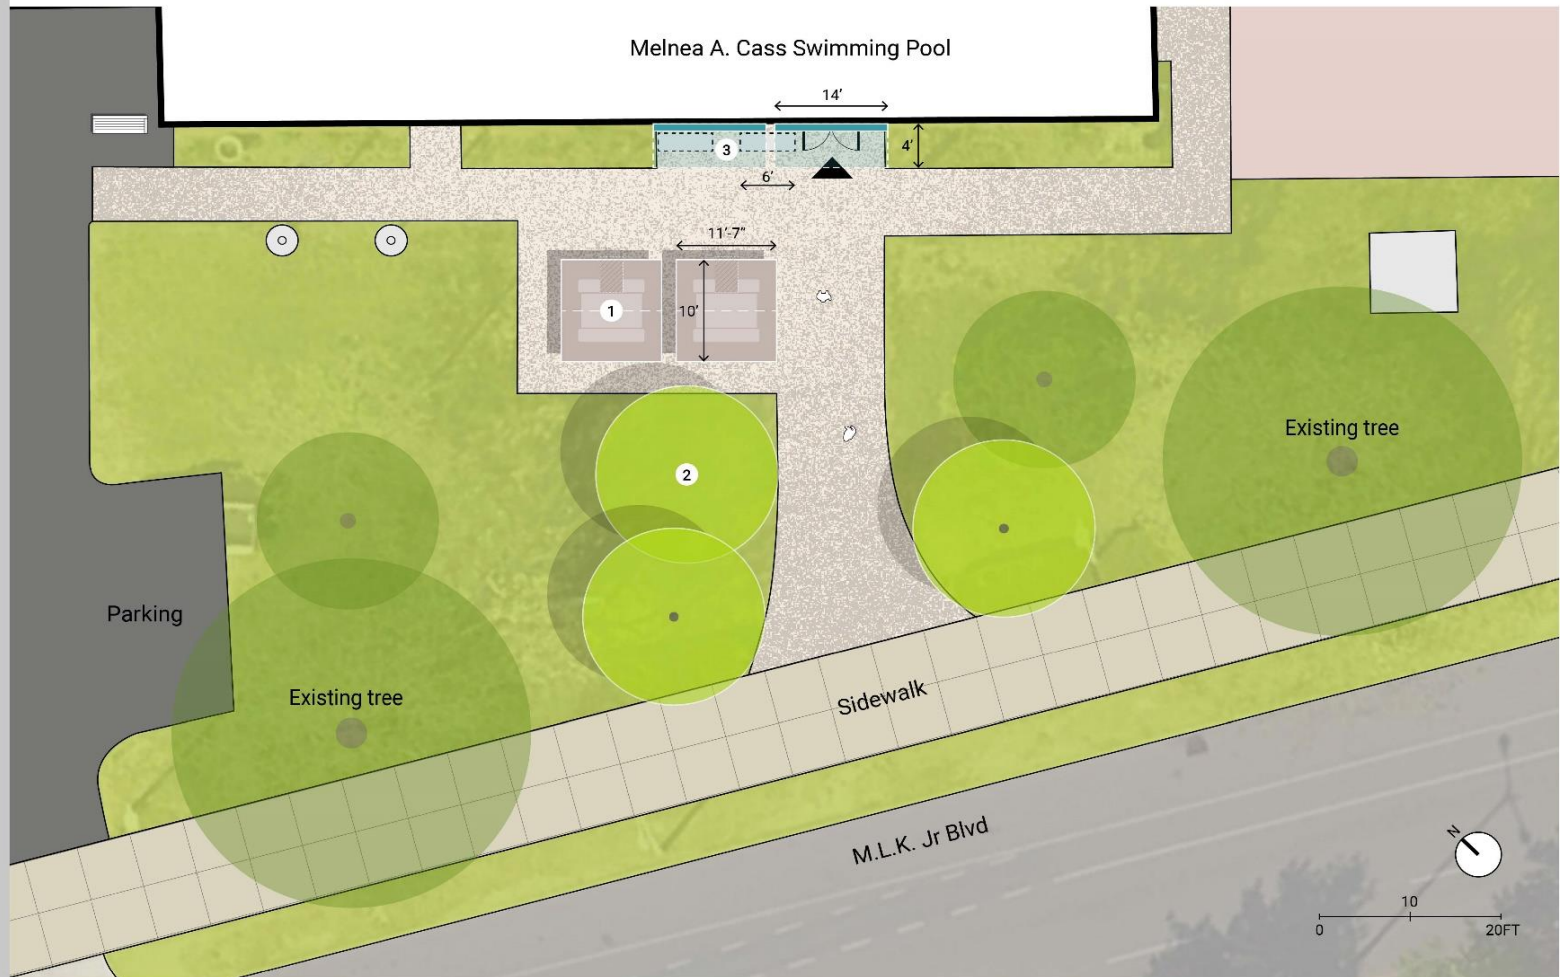 Melnea A. Cass Swimming Pool
14’
3
4’
6’
11’-7”
1
10’
Existing tree
2
Parking
Existing tree
Sidewalk
M.L.K. Jr Blvd
N
10
0
20FT